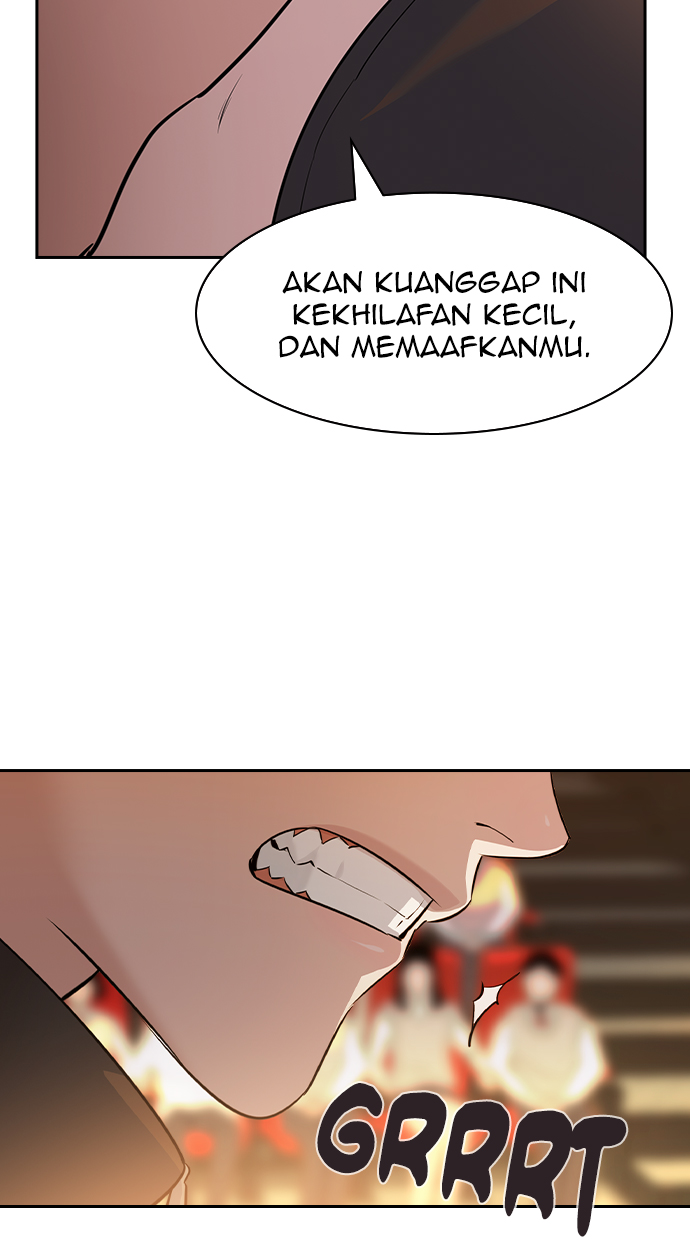 AKAN KUANGGAP INI
KEKHILAFAN KECIL,
DAN MEMAAFKANMU.
GRRRT